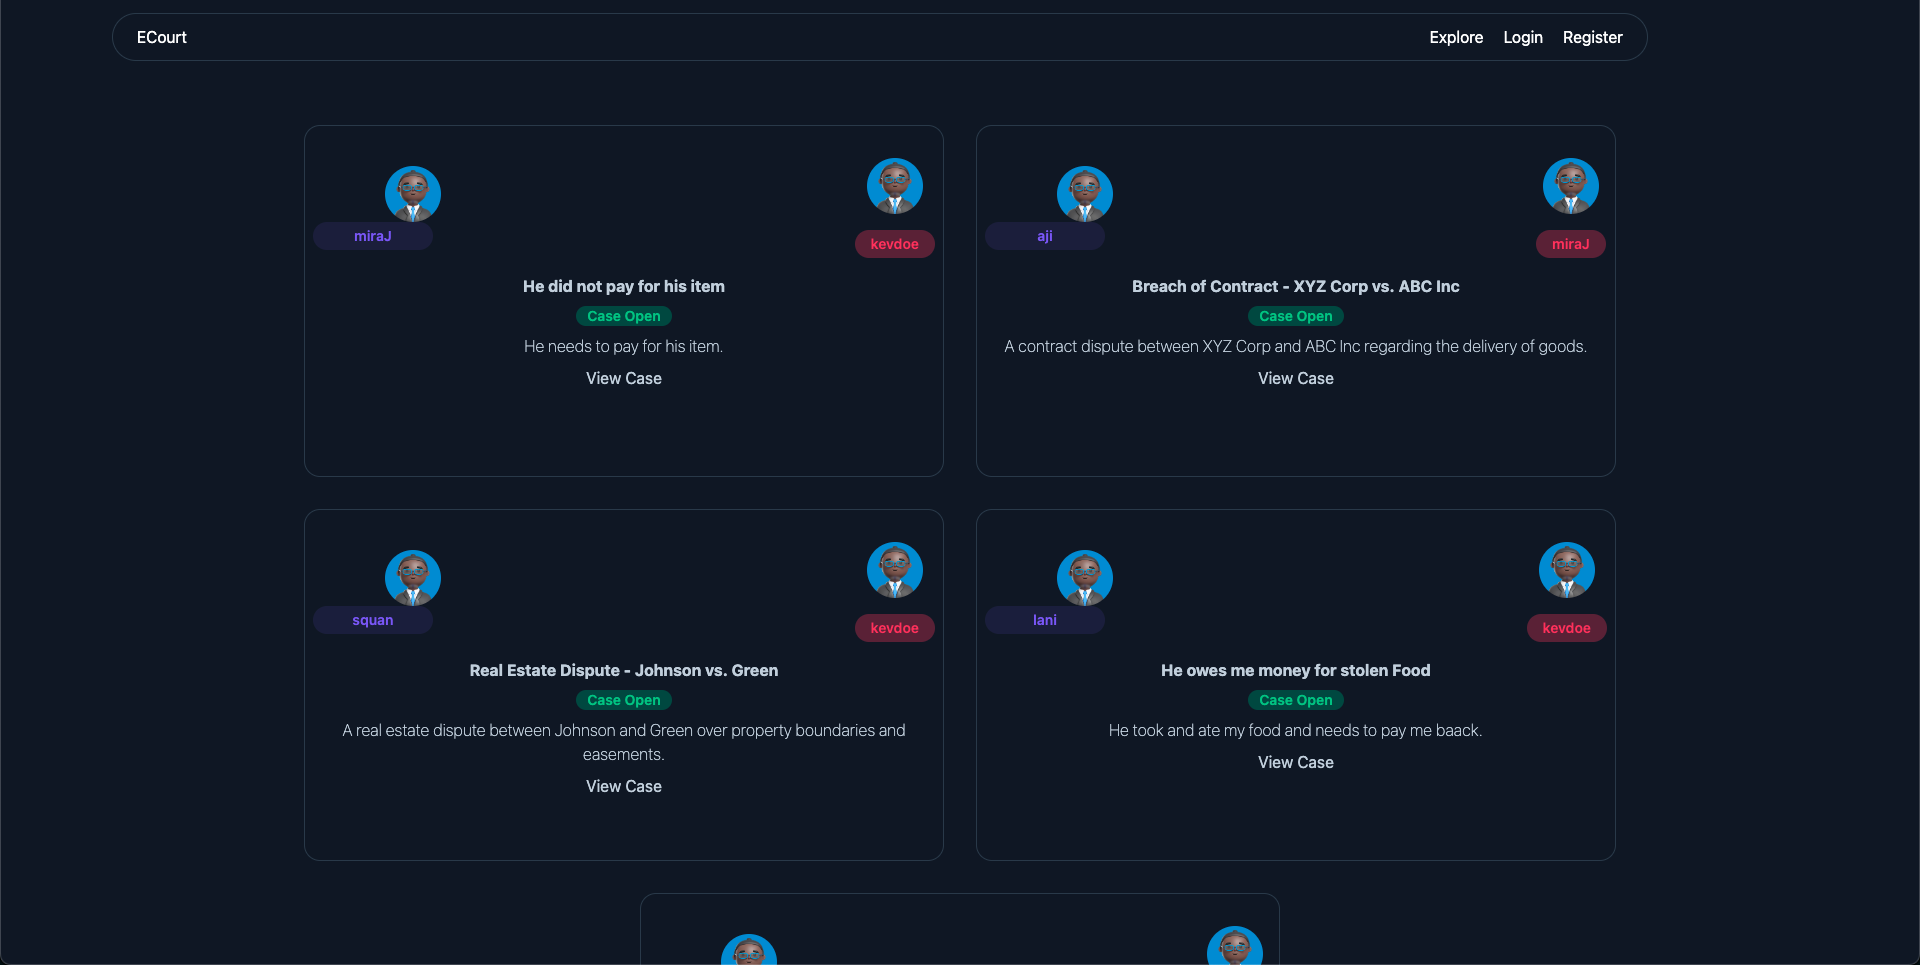 ECourt
Explore Login Register
miraJ
kevdoe
He did not pay for his item
Case Open
He needs to pay for his item.
View Case
aji
miraJ
Breach of Contract - XYZ Corp vs. ABC Inc
Case Open
A contract dispute between XYZ Corp and ABC Inc regarding the delivery of goods.
View Case
squan
kevdoe
Real Estate Dispute - Johnson vs. Green
Case Open
A real estate dispute between Johnson and Green over property boundaries and
easements.
View Case
lani
kevdoe
He owes me money for stolen Food
Case Open
He took and ate my food and needs to pay me baack.
View Case